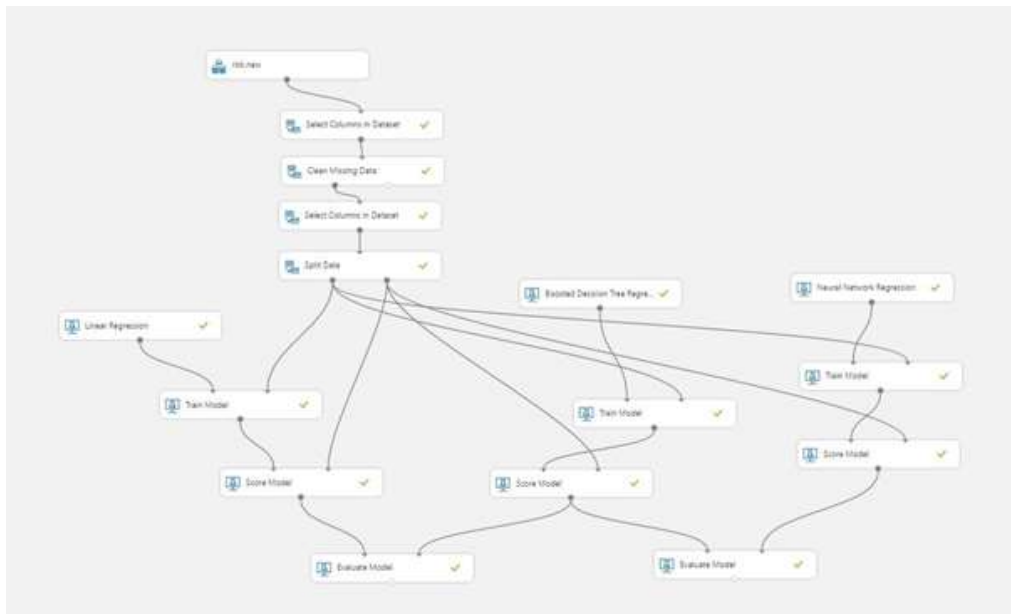 Select Columns in Dataset
Clean Missing Data
Select Columns in Dataset
Split Data
Boosted Decision Tree Regre...
Neural Network Regression
Linear Regression
Train Model
Train Model
Train Model
Score Model
Score Model
Score Model
Evaluate Model
Evaluate Model